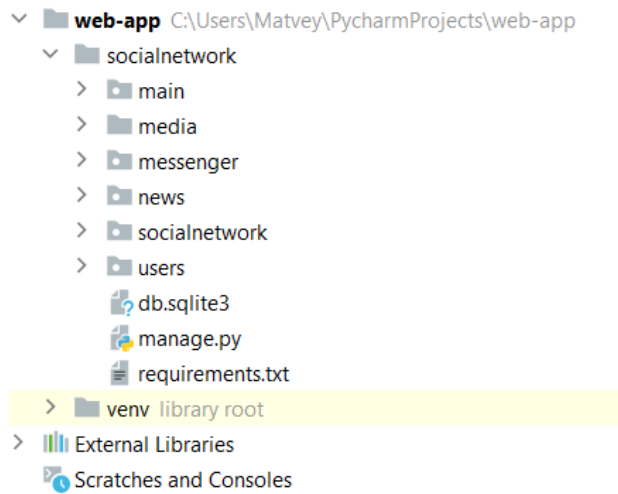 web-app C:\Users\Matvey\PycharmProjects\web-app
socialnetwork
main
media
messenger
news
socialnetwork
users
db.sqlite3
manage.py
requirements.txt
venv library root
External Libraries
Scratches and Consoles